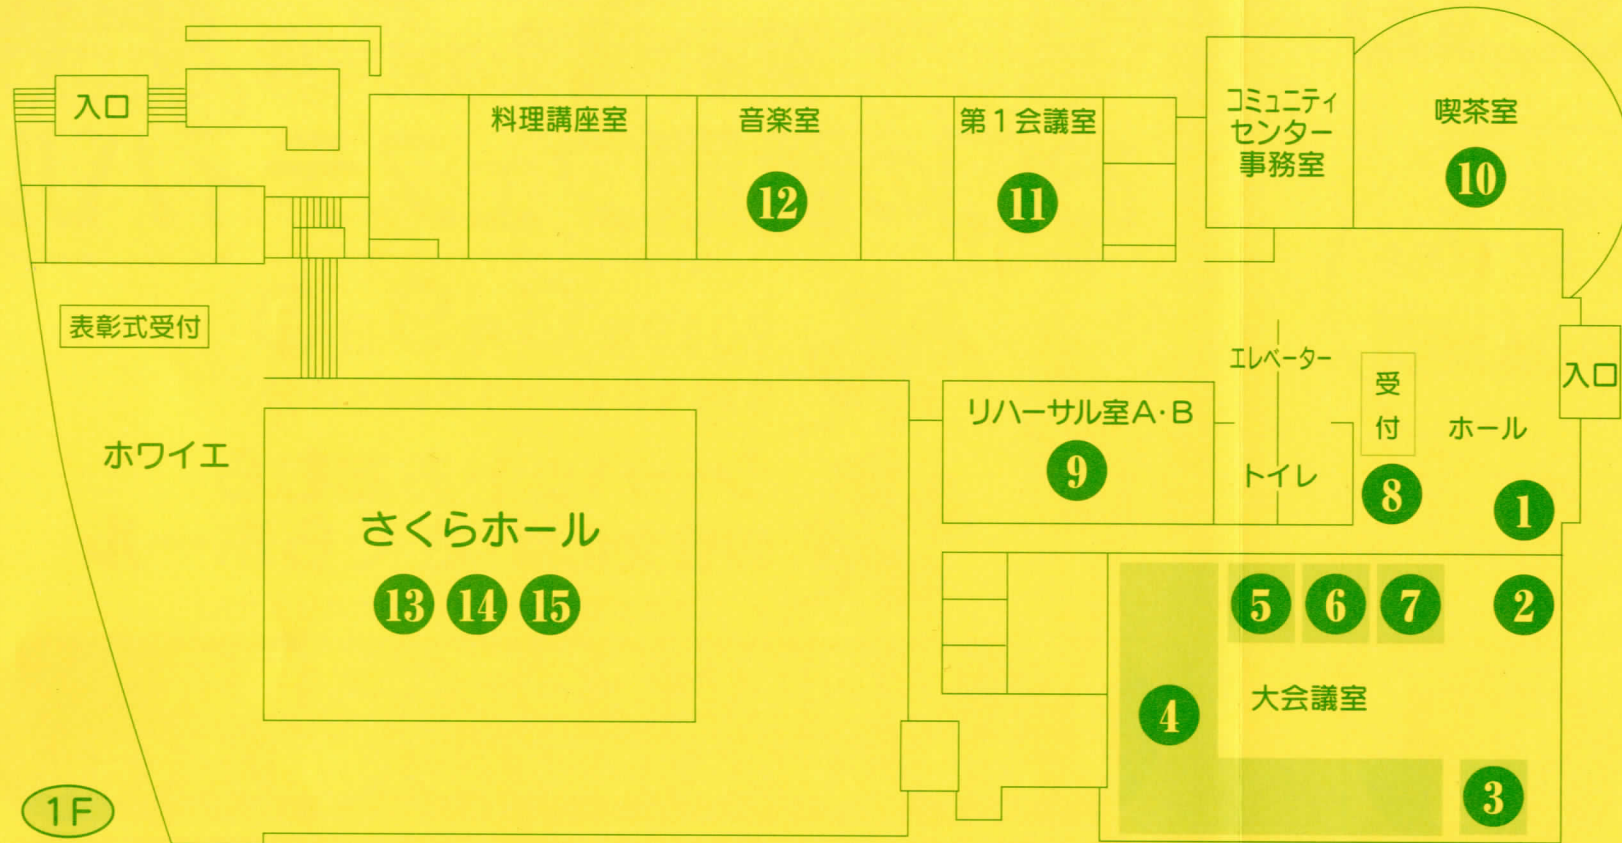 入口
料理講座室
音楽室
12
第1会議室
11
コミュニティ
センター
事務室
喫茶室
10
表彰式受付
エレベーター
受
付
入口
ホワイエ
リハーサル室A・B
9
トイレ
ホール
8
1
さくらホール
13 14 15
5 6 7
2
大会議室
4
3
1F